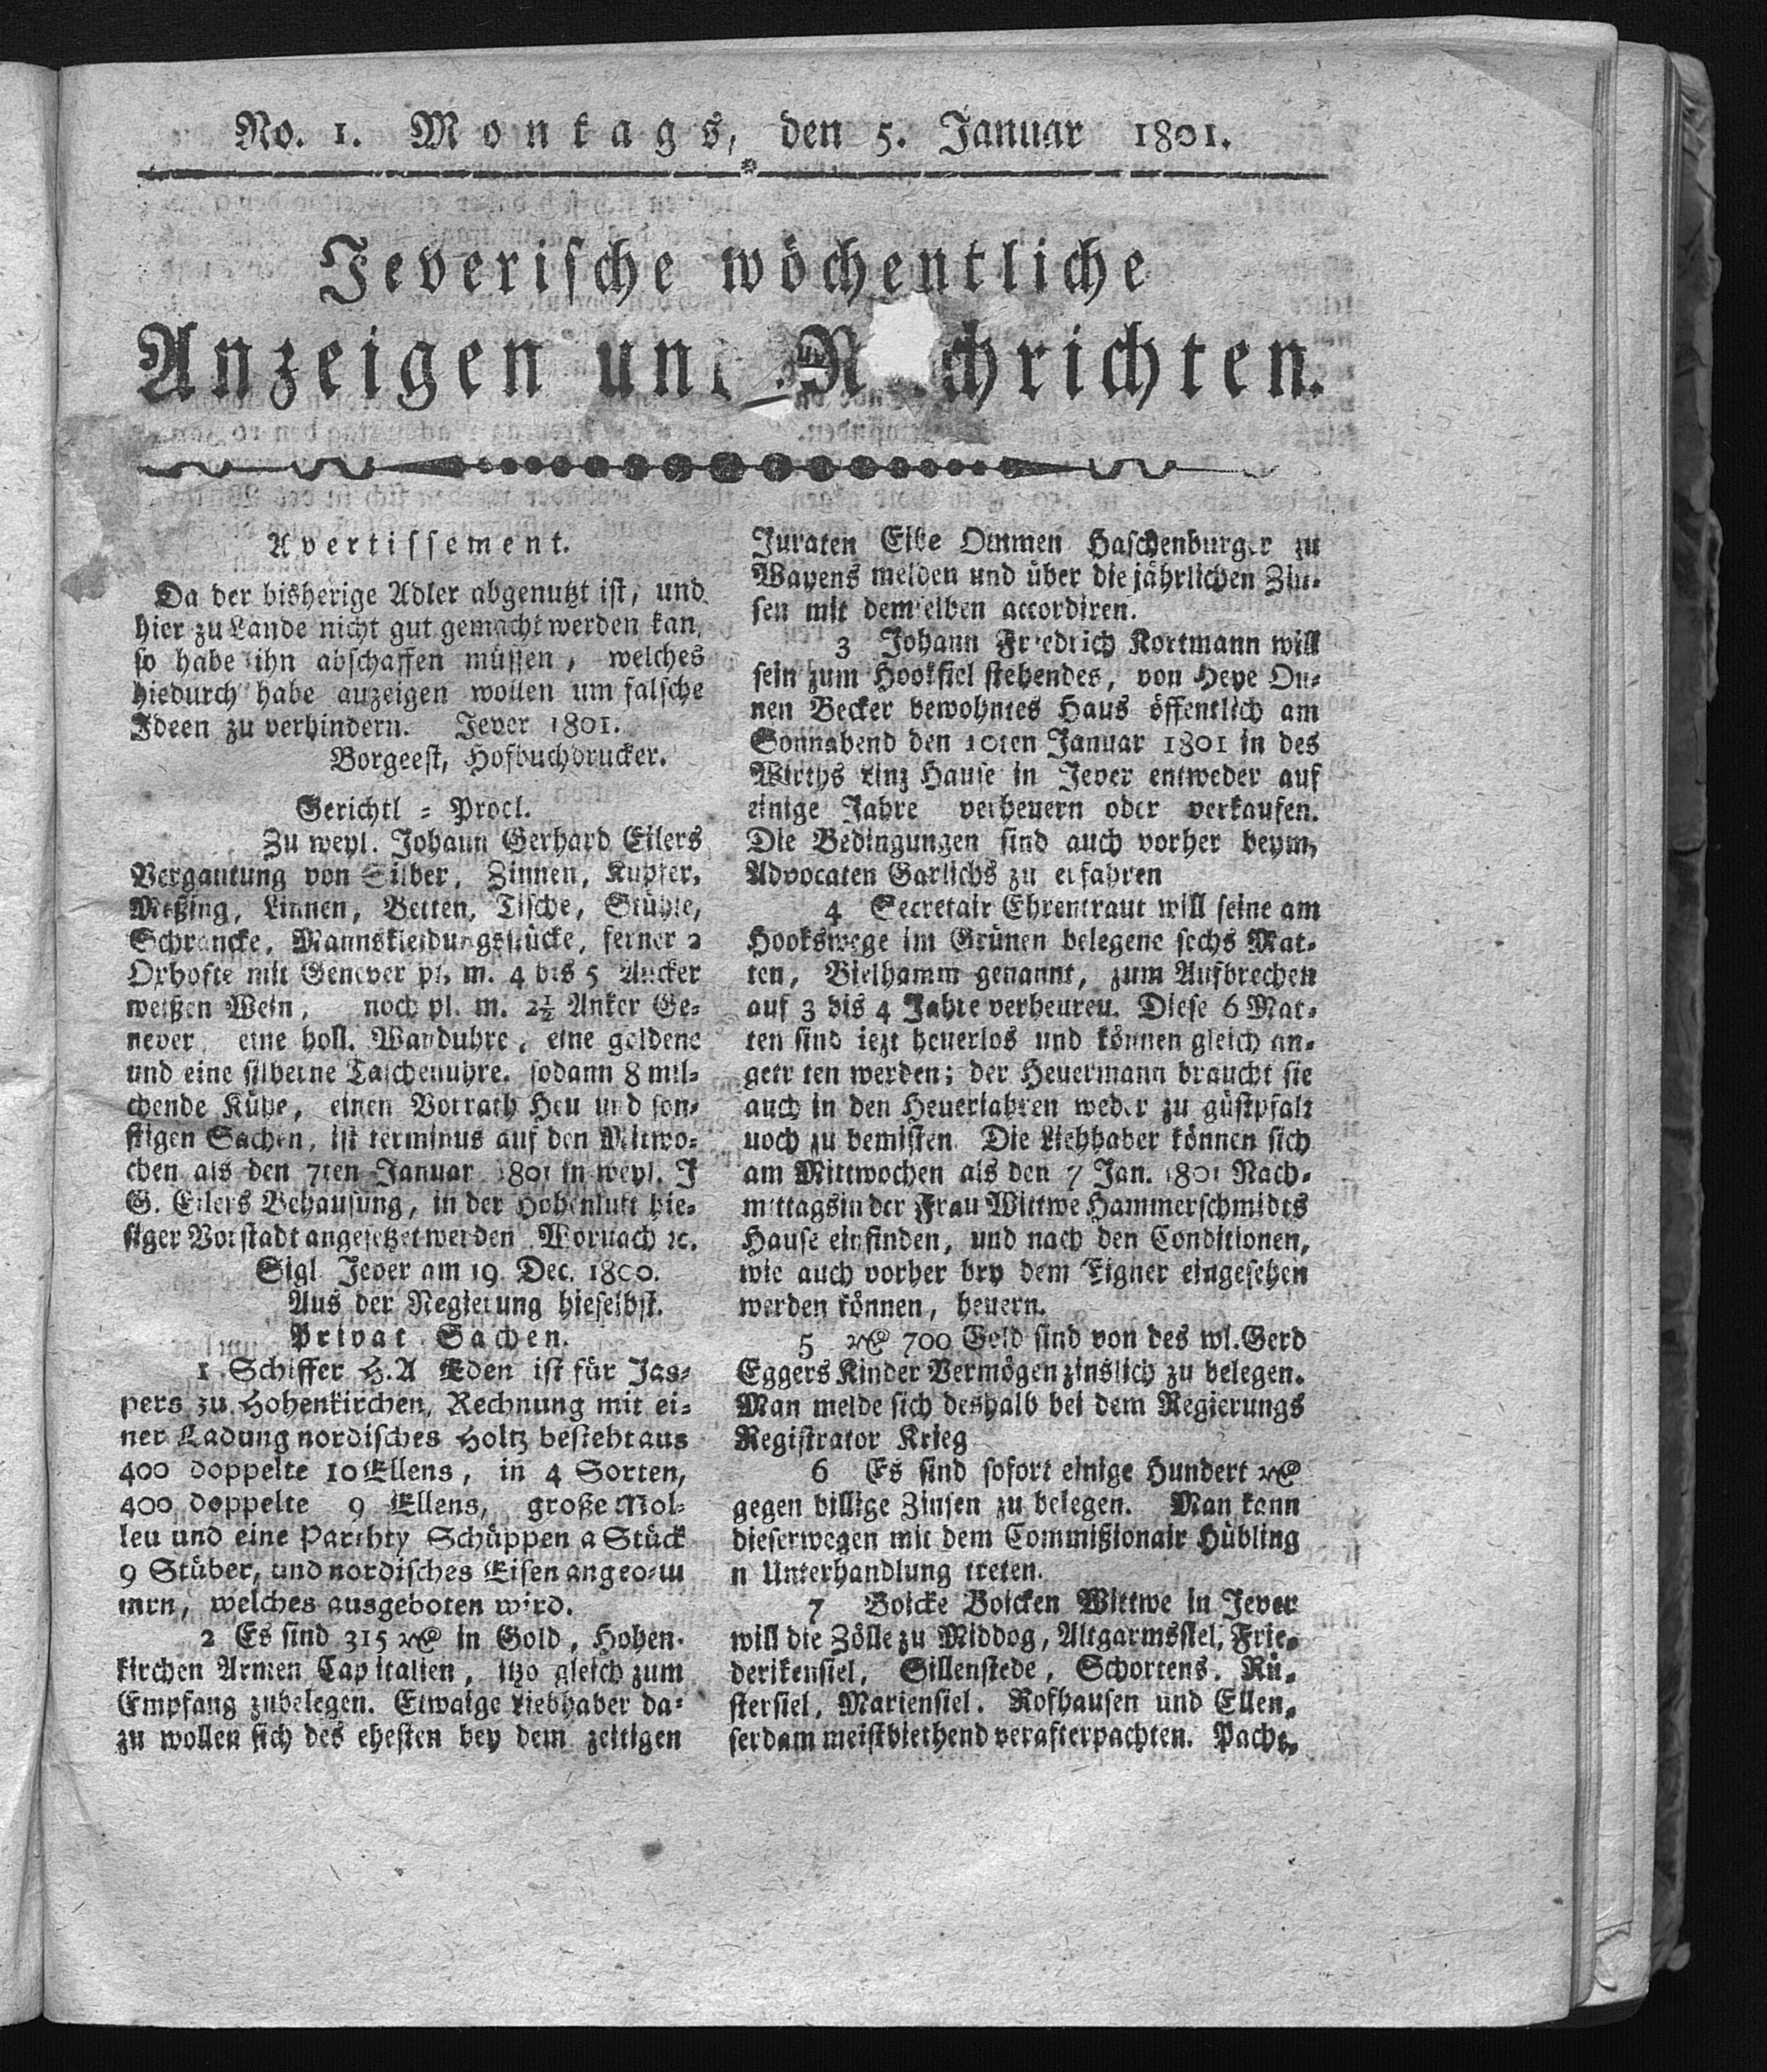 No. 1. Montags, den 5. Januar 1801.
Jeverische wöchentliche
Anzeigen und Nachrichten.
Avertissement.
Da der bisherige Adler abgenutzt ist, und
hier zu Lande nicht gut gemacht werden kan,
so habe ihn abschaffen müssen, welches
hiedurch habe anzeigen wollen um falsche
Ideen zu verhindern. Jever 1801.
Borgeest, Hofbuchdrucker.
Gerichtl = Procl.
Zu weyl. Johann Gerhard Eilers
Vergantung von Silber, Zinnen, Kupfer,
Meßing, Linnen, Betten, Tische, Stühle,
Schrancke, Mannskleidungsstücke, ferner 2
Oxhofte mit Genever pl. m. 4 bis 5 Ancker
weißen Wein, noch pl. m. 2½ Anker Ge-
never, eine holl. Wanduhre, eine goldene
und eine silberne Taschenuhre. sodann 8 mil-
chende Kühe, einen Vorrath Heu und son-
stigen Sachen, ist terminus auf den Mitwo-
chen als den 7ten Januar 1801 in weyl. J
G. Eilers Behausung, in der Hohenluft hie-
siger Vorstadt angesetzet werden Wornach ꝛc.
Sigl Jever am 19. Dec. 1800.
Aus der Regierung hieselbst.
Privat Sachen.
1 Schiffer H. A Eden ist für Jas-
pers zu Hohenkirchen, Rechnung mit ei-
ner Ladung nordisches Holtz besteht aus
400 doppelte 10 Ellens, in 4 Sorten,
400 doppelte 9 Ellens, große Mol-
leu und eine Parthty Schüppen a Stück
9 Stüber, und nordisches Eisen
men, welches ausgeboten wird.
2 Es sind 315 Rthl in Gold, Hohen-
kirchen Armen Capitalien, itzo gleich zum
Empfang zubelegen. Etwaige Liebhaber da-
zu wollen sich des ehesten bey dem zeitigen
Juraten Eibe Ommen Haschenburger zu
Wayens melden und über die jährlichen Zin-
sen mit demselben accordiren.
3 Johann Friedrich Kortmann will
sein zum Hooksiel stehendes, von Heye On-
nen Becker bewohntes Haus öffentlich am
Sonnabend den 10ten Januar 1801 in des
Wirths Linz Hause in Jever entweder auf
einige Jahre verheuern oder verkaufen.
Die Bedingungen sind auch vorher beym,
Advocaten Garlichs zu erfahren
4 Secretair Ehrentraut will seine am
Hookswege im Grünen belegene sechs Mat-
ten, Bielhamm genannt, zum Aufbrechen
auf 3 bis 4 Jahre verheuren. Diese 6 Mat-
ten sind iezt heuerlos und können gleich an-
getr ten werden; der Heuermann braucht sie
auch in den Heuerjahren weder zu güstpfalt
noch zu bemisten Die Liebhaber können sich
am Mittwochen als den 7 Jan. 1801 Nach-
mittags in der Frau Wittwe Hammerschmidts
Hause einfinden, und nach den Conditionen,
wie auch vorher bey dem Eigner eingesehen
werden können, heuern.
5 Rthl 700 Gold sind von des wl. Gerd
Eggers Kinder Vermögen zinslich zu belegen.
Man melde sich deshalb bei dem Regierungs
Registrator Krieg
6 Es sind sofort einige Hundert Rthl
gegen billige Zinsen zu belegen. Man kann
dieserwegen mit dem Commißionair Hübling
n Unterhandlung treten.
7 Boicke Boicken Wittwe in Jever
will die Zölle zu Middog, Altgarmssiel, Frie-
derikensiel, Sillenstede, Schortens, Rü-
stersiel, Mariensiel. Rofhausen und Ellen-
serdam meistbiethend verafterpachten. Pacht-